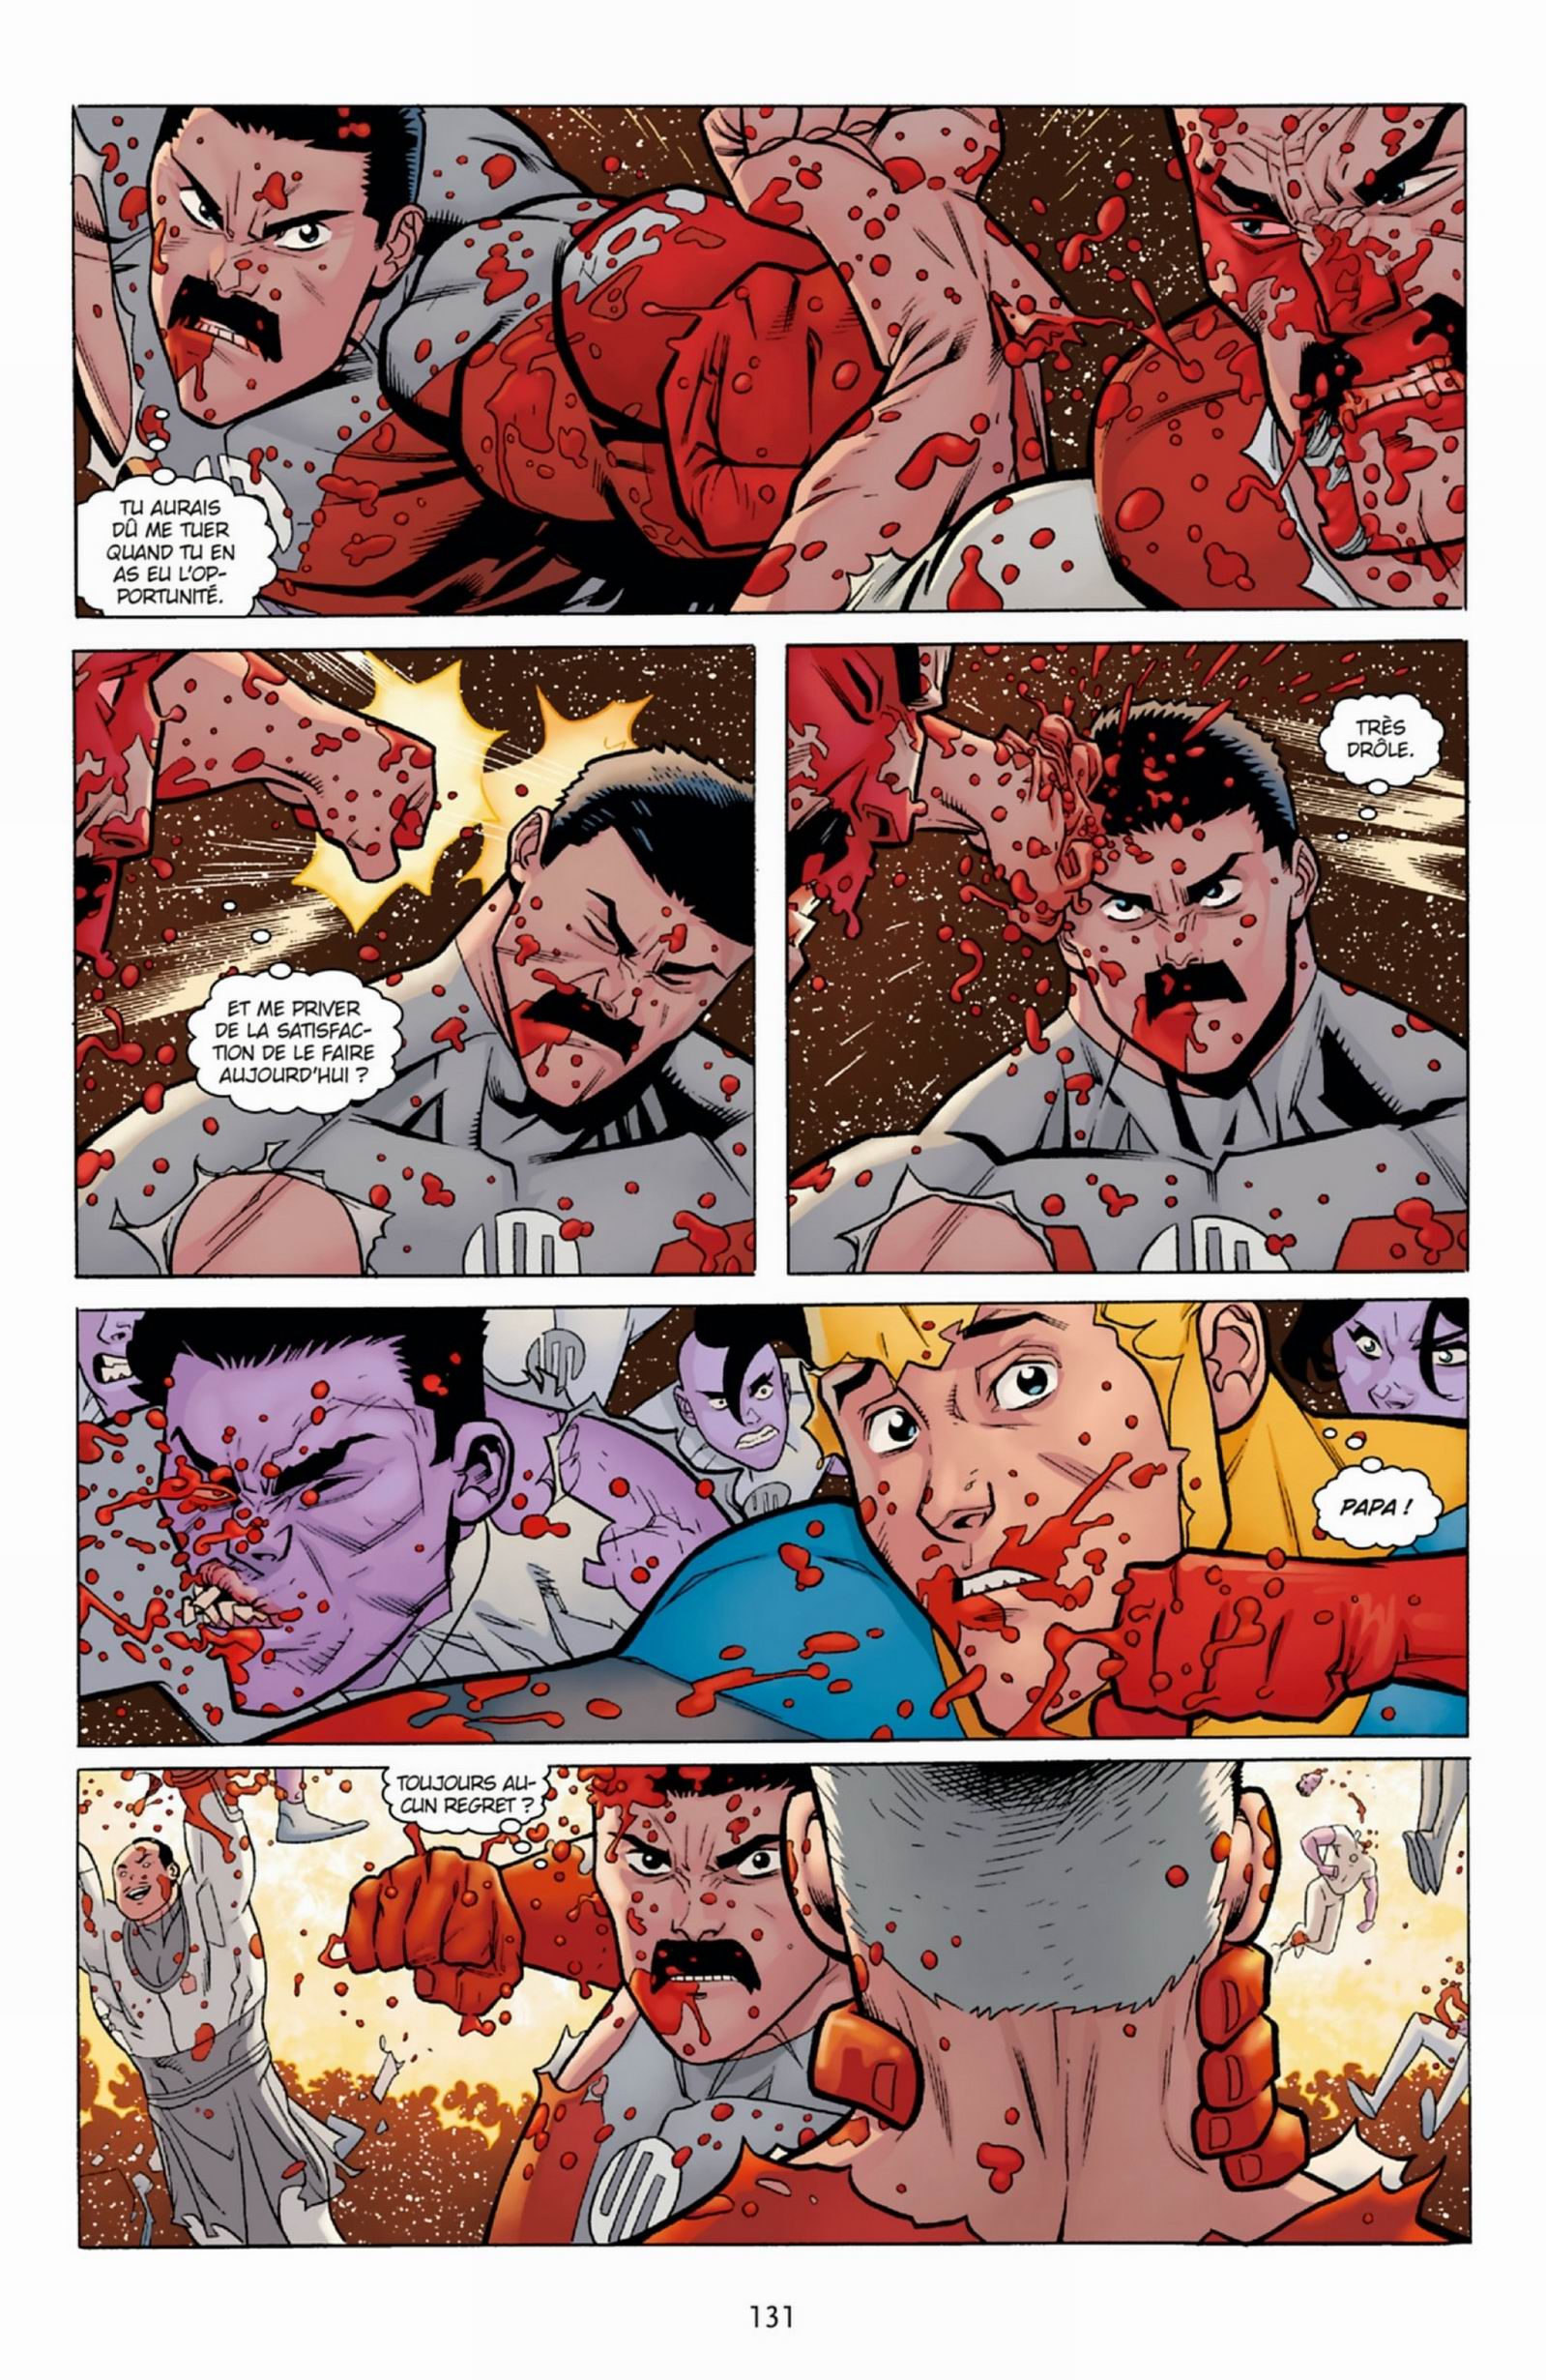 TU AURAIS
DÛ ME TUER
QUAND TU EN
AS EU L'OP-
PORTUNITÉ.
ET ME PRIVER
DE LA SATISFAC-
TION DE LE FAIRE
AUJOURD'HUI ?
TRÈS
DRÔLE.
PAPA !
TOUJOURS AU-
CUN REGRET ?
131